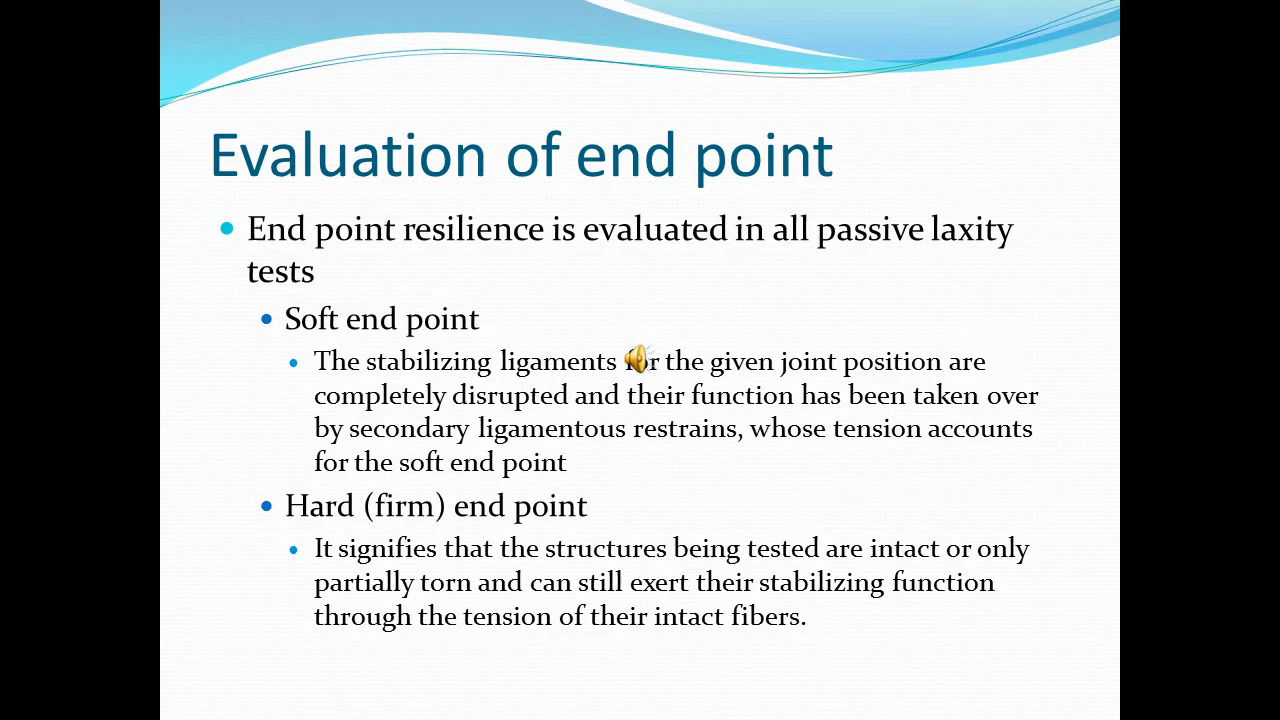 Evaluation of end point
End point resilience is evaluated in all passive laxity
tests
Soft end point
The stabilizing ligaments for the given joint position are
completely disrupted and their function has been taken over
by secondary ligamentous restrains, whose tension accounts
for the soft end point
Hard (firm) end point
It signifies that the structures being tested are intact or only
partially torn and can still exert their stabilizing function
through the tension of their intact fibers.